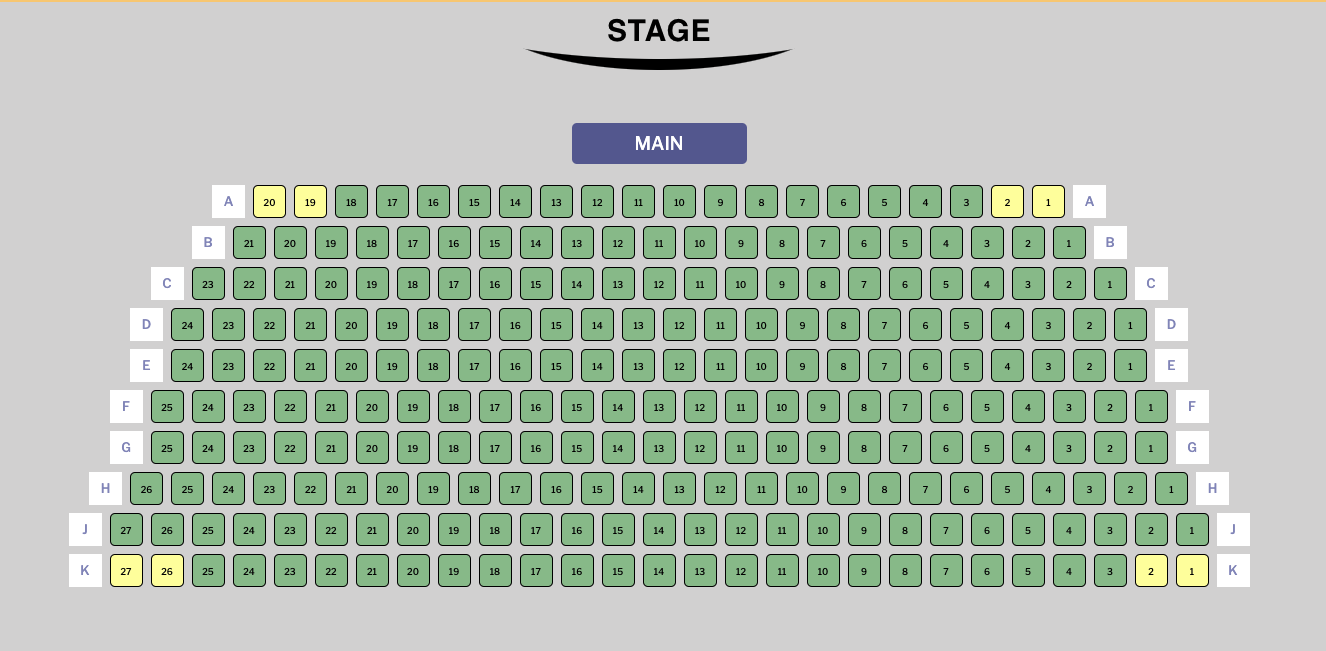 STAGE
MAIN
A 20 19 18 17 16 15 14 13 12 11 10 9 8 7 6 5 4 3 2 1 A
B 21 20 19 18 17 16 15 14 13 12 11 10 9 8 7 6 5 4 3 2 1 B
C 23 22 21 20 19 18 17 16 15 14 13 12 11 10 9 8 7 6 5 4 3 2 1 C
D 24 23 22 21 20 19 18 17 16 15 14 13 12 11 10 9 8 7 6 5 4 3 2 1 D
E 24 23 22 21 20 19 18 17 16 15 14 13 12 11 10 9 8 7 6 5 4 3 2 1 E
F 25 24 23 22 21 20 19 18 17 16 15 14 13 12 11 10 9 8 7 6 5 4 3 2 1 F
G 25 24 23 22 21 20 19 18 17 16 15 14 13 12 11 10 9 8 7 6 5 4 3 2 1 G
H 26 25 24 23 22 21 20 19 18 17 16 15 14 13 12 11 10 9 8 7 6 5 4 3 2 1 H
J 27 26 25 24 23 22 21 20 19 18 17 16 15 14 13 12 11 10 9 8 7 6 5 4 3 2 1 J
K 27 26 25 24 23 22 21 20 19 18 17 16 15 14 13 12 11 10 9 8 7 6 5 4 3 2 1 K